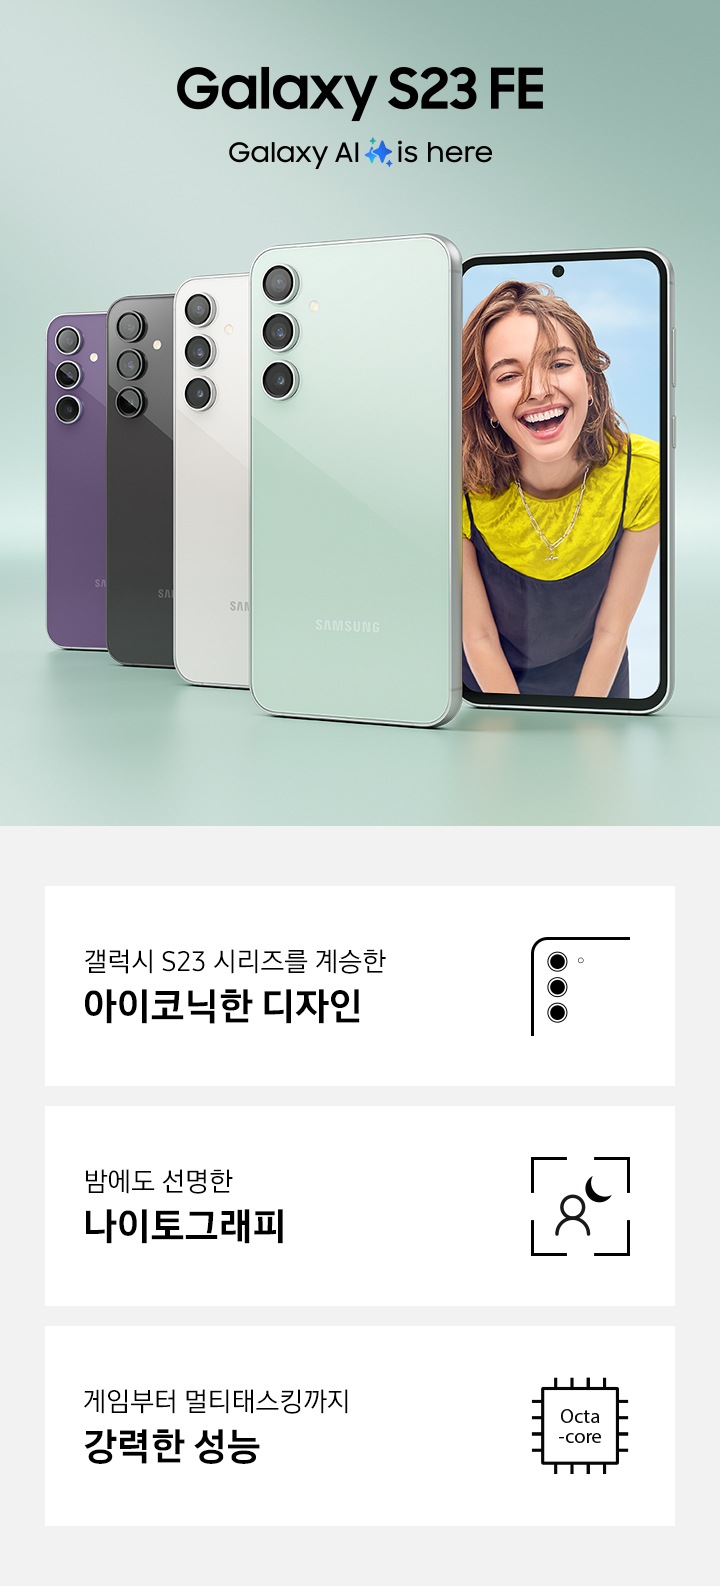 Galaxy S23 FE
Galaxy AI is here
SAMSUNG
갤럭시 S23 시리즈를 계승한
아이코닉한 디자인
밤에도 선명한
나이토그래피
게임부터 멀티태스킹까지
강력한 성능
Octa
-core